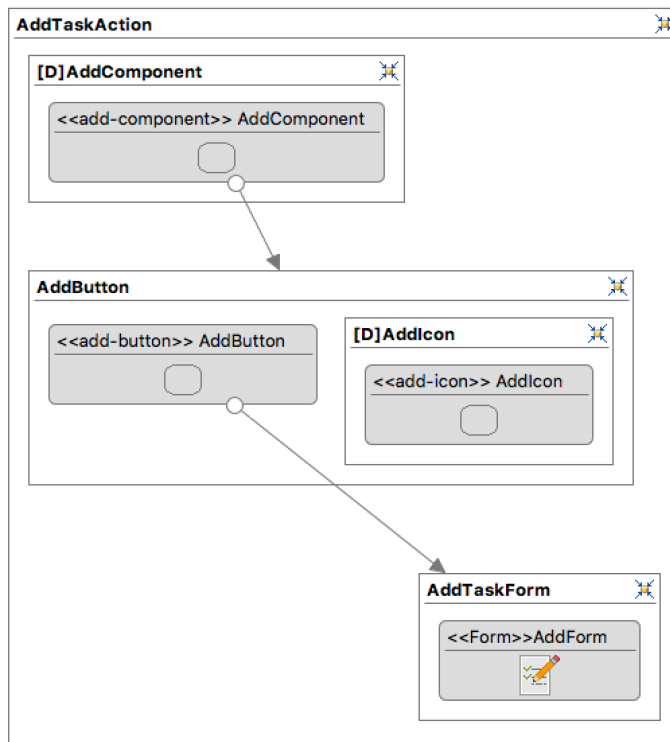 AddTaskAction
[D]AddComponent
<<add-component>> AddComponent
AddButton
<<add-button>> AddButton
[D]AddIcon
<<add-icon>> AddIcon
AddTaskForm
<<Form>>AddForm